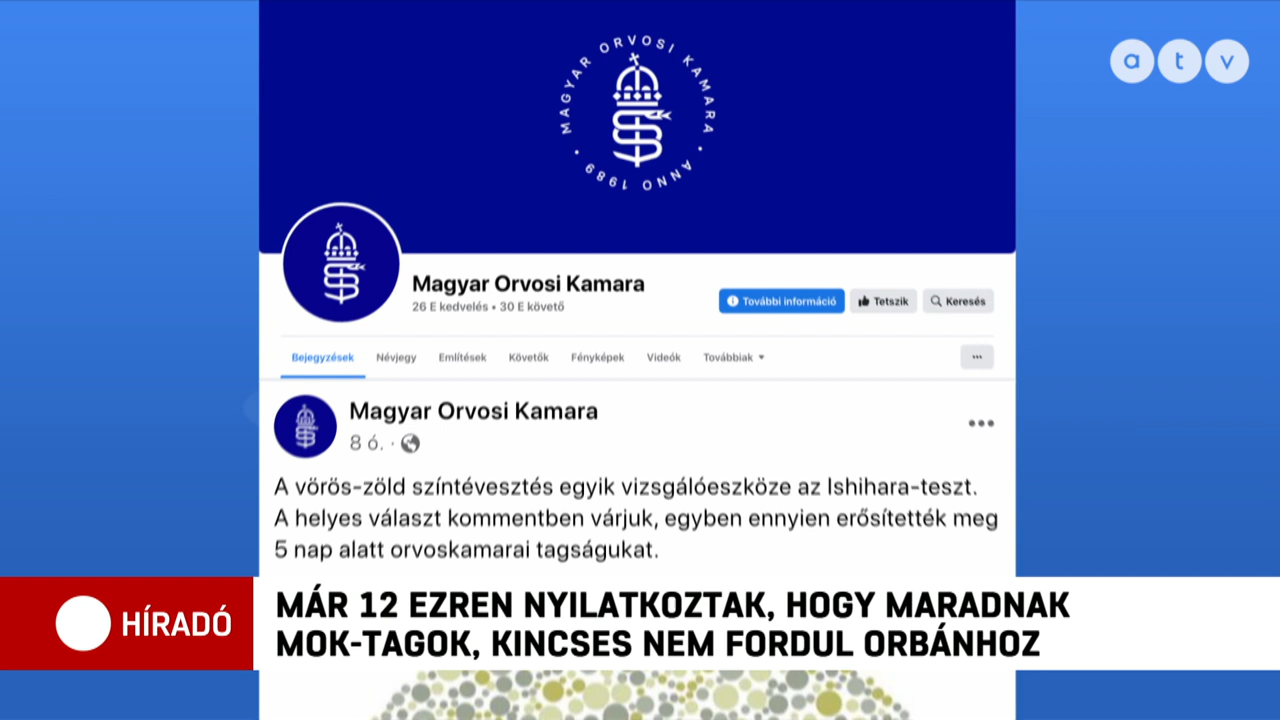 MAGYAR ORVOSI KAMARA • ANNO 1989 •
atv
Magyar Orvosi Kamara
26 E kedvelés • 30 E követő
További információ
Tetszik
Keresés
Bejegyzések Névjegy Említések Követők Fényképek Videók Továbbiak
Magyar Orvosi Kamara
8 ó. ·
A vörös-zöld színtévesztés egyik vizsgálóeszköze az Ishihara-teszt.
A helyes választ kommentben várjuk, egyben ennyien erősítették meg
5 nap alatt orvoskamarai tagságukat.
HÍRADÓ
MÁR 12 EZREN NYILATKOZTAK, HOGY MARADNAK
MOK-TAGOK, KINCSES NEM FORDUL ORBÁNHOZ